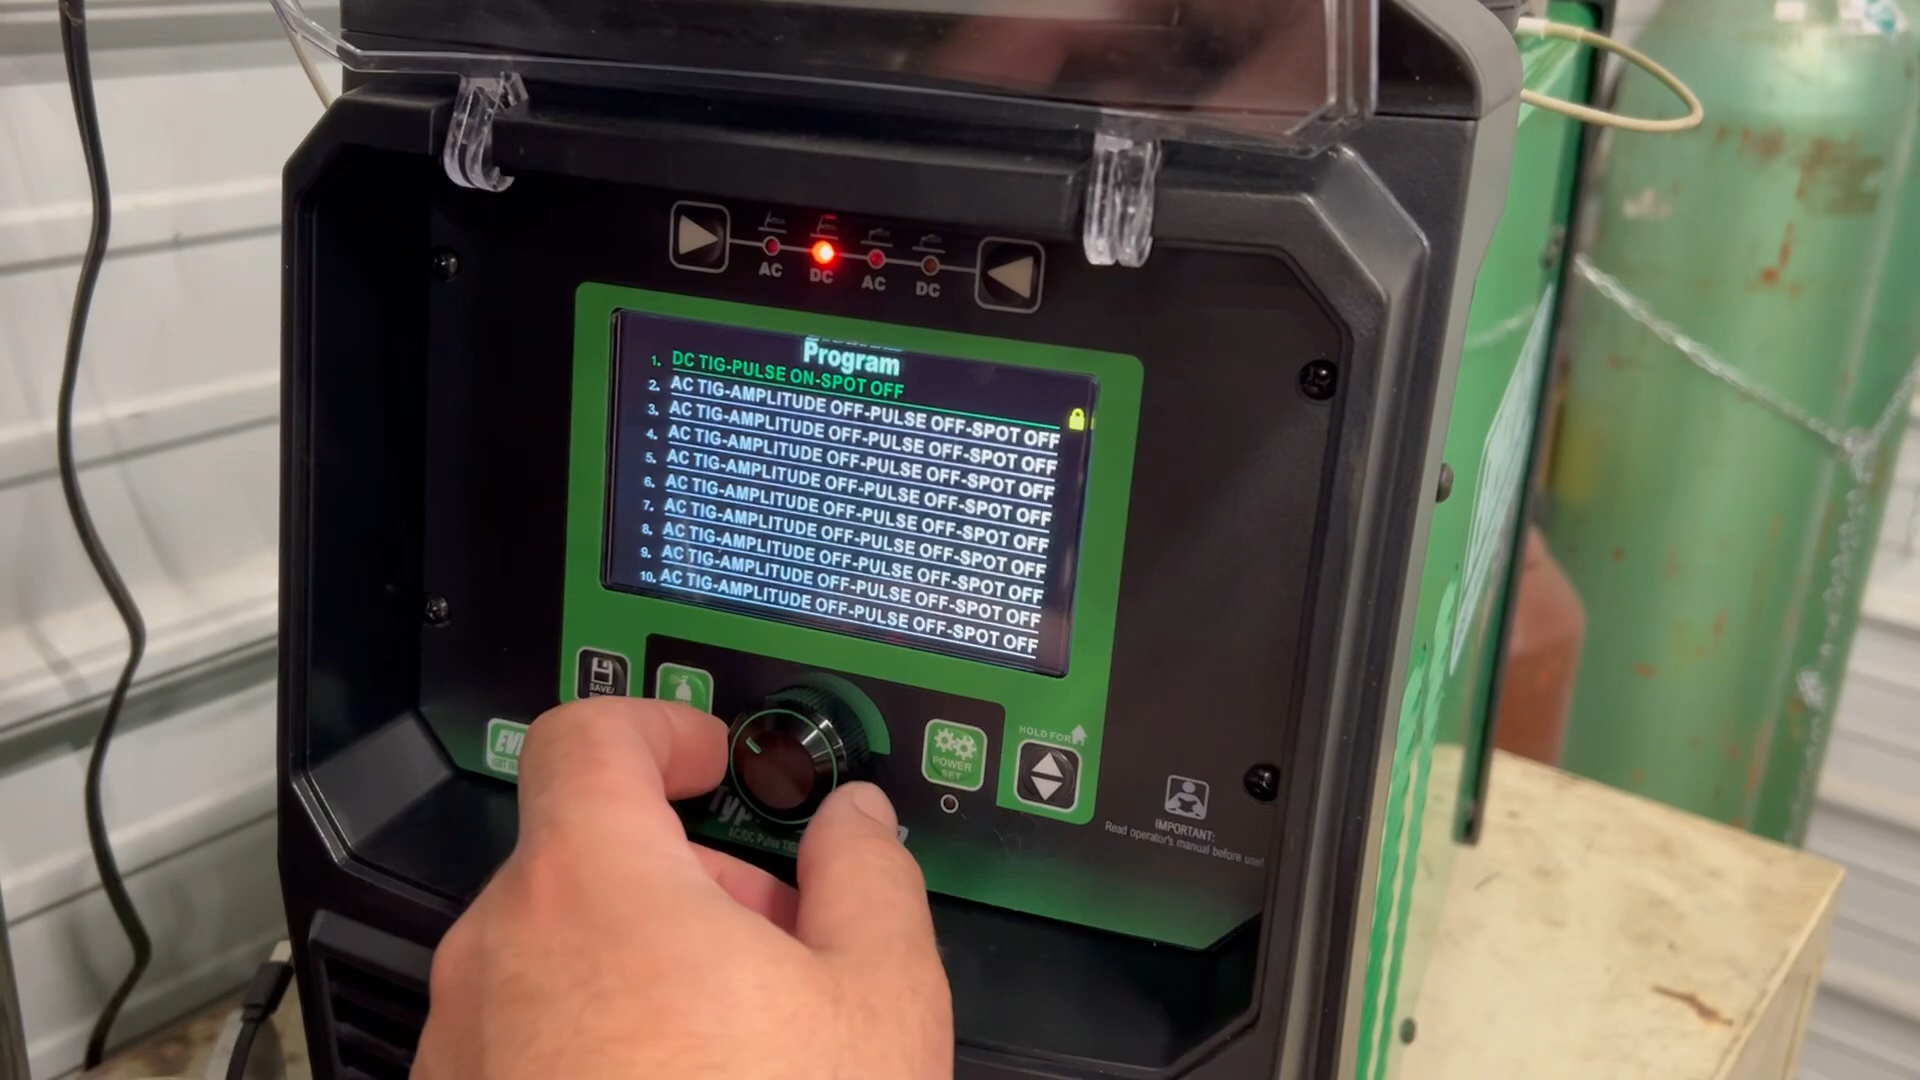 AC DC AC DC
Program
1. DC TIG-PULSE ON-SPOT OFF
2. AC TIG-AMPLITUDE OFF-PULSE OFF-SPOT OFF
3. AC TIG-AMPLITUDE OFF-PULSE OFF-SPOT OFF
4. AC TIG-AMPLITUDE OFF-PULSE OFF-SPOT OFF
5. AC TIG-AMPLITUDE OFF-PULSE OFF-SPOT OFF
6. AC TIG-AMPLITUDE OFF-PULSE OFF-SPOT OFF
7. AC TIG-AMPLITUDE OFF-PULSE OFF-SPOT OFF
8. AC TIG-AMPLITUDE OFF-PULSE OFF-SPOT OFF
9. AC TIG-AMPLITUDE OFF-PULSE OFF-SPOT OFF
10. AC TIG-AMPLITUDE OFF-PULSE OFF-SPOT OFF
SAVE/
HOLD FOR
POWER
SET
AC/DC Pulse TIG
IMPORTANT:
Read operator's manual before use!